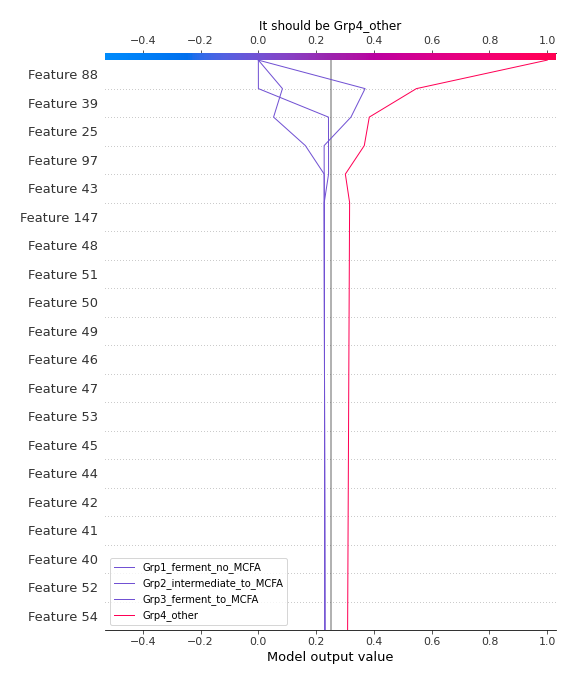 It should be Grp4_other
−0.4 −0.2 0.0 0.2 0.4 0.6 0.8 1.0
Feature 88
Feature 39
Feature 25
Feature 97
Feature 43
Feature 147
Feature 48
Feature 51
Feature 50
Feature 49
Feature 46
Feature 47
Feature 53
Feature 45
Feature 44
Feature 42
Feature 41
Feature 40
Feature 52
Feature 54
Grp1_ferment_no_MCFA
Grp2_intermediate_to_MCFA
Grp3_ferment_to_MCFA
Grp4_other
−0.4 −0.2 0.0 0.2 0.4 0.6 0.8 1.0
Model output value